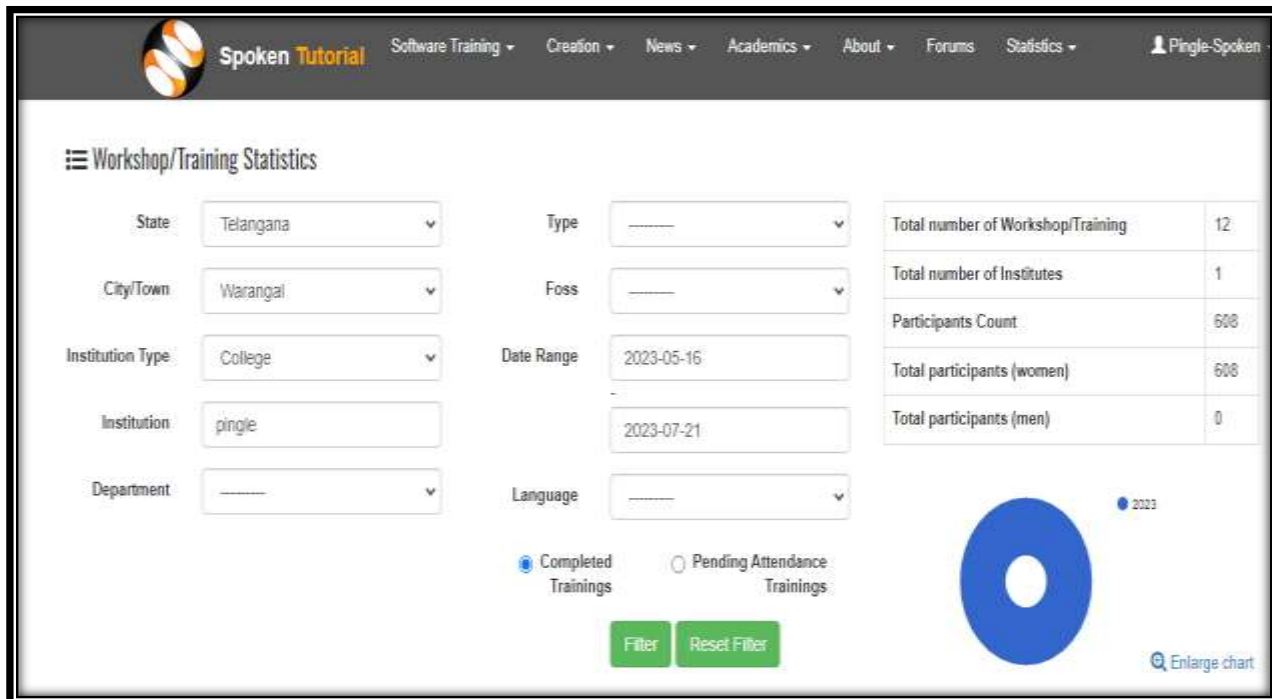 Spoken Tutorial
Software Training
Creation
News
Academics
About
Forums
Statistics
Pingle-Spoken
Workshop/Training Statistics
State
Telangana
City/Town
Warangal
Institution Type
College
Institution
pingle
Department
---------
Type
---------
Foss
---------
Date Range
2023-05-16
-
2023-07-21
Language
---------
Completed
Trainings
Pending Attendance
Trainings
Filter
Reset Filter
Total number of Workshop/Training 12
Total number of Institutes 1
Participants Count 608
Total participants (women) 608
Total participants (men) 0
2023
Enlarge chart